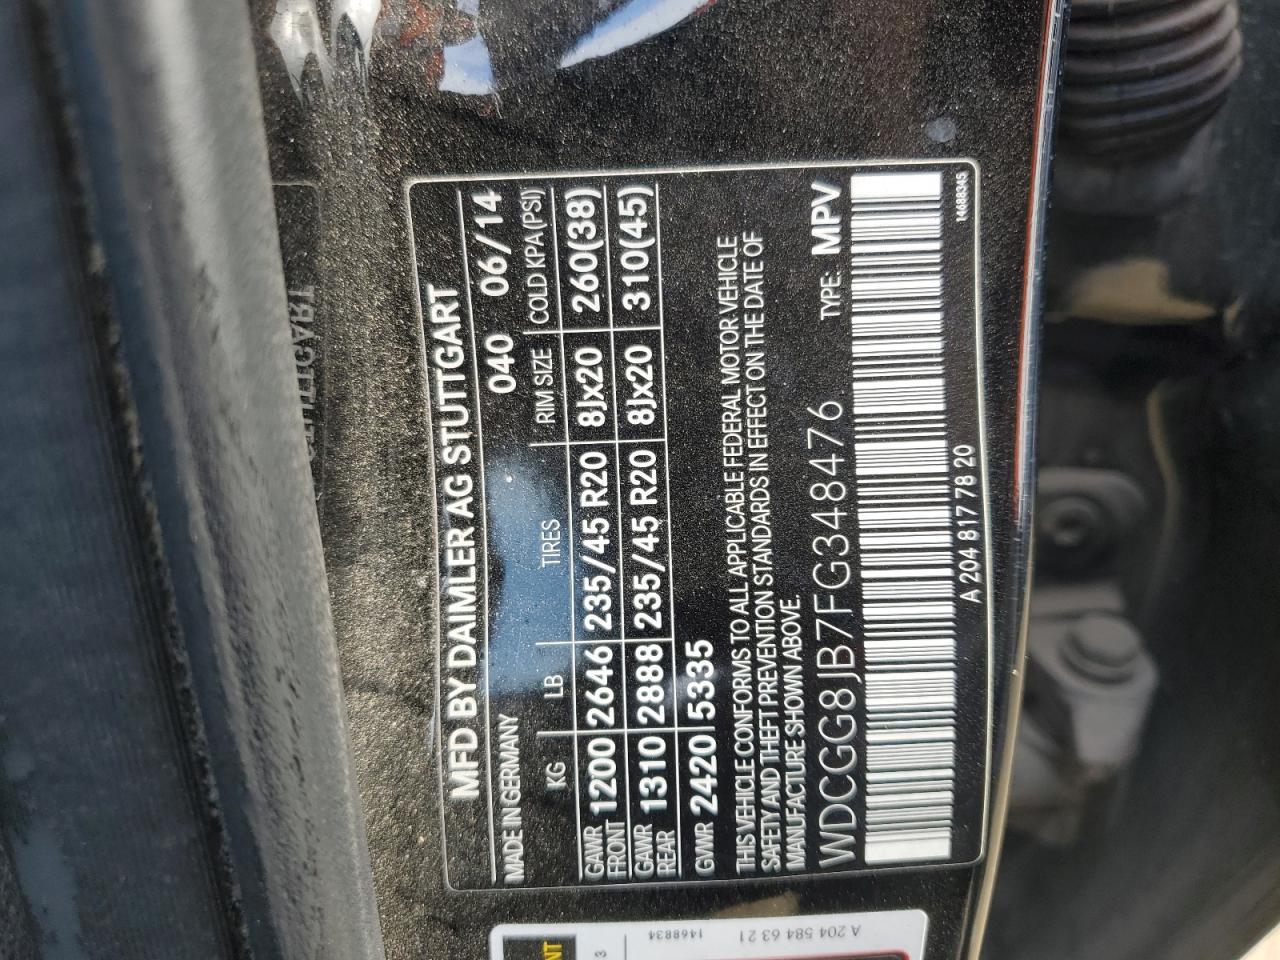 MFD BY DAIMLER AG STUTTGART
MADE IN GERMANY 040 06/14
KG LB TIRES RIM SIZE COLD KPA (PSI)
GAWR FRONT 1200 2646 235/45 R20 8Jx20 260(38)
GAWR REAR 1310 2888 235/45 R20 8Jx20 310(45)
GVWR 2420 5335
THIS VEHICLE CONFORMS TO ALL APPLICABLE FEDERAL MOTOR VEHICLE
SAFETY AND THEFT PREVENTION STANDARDS IN EFFECT ON THE DATE OF
MANUFACTURE SHOWN ABOVE.
WDCGG8JB7FG348476 TYPE: MPV
A 204 817 78 20
14688345
A 204 584 63 21
1468834
3